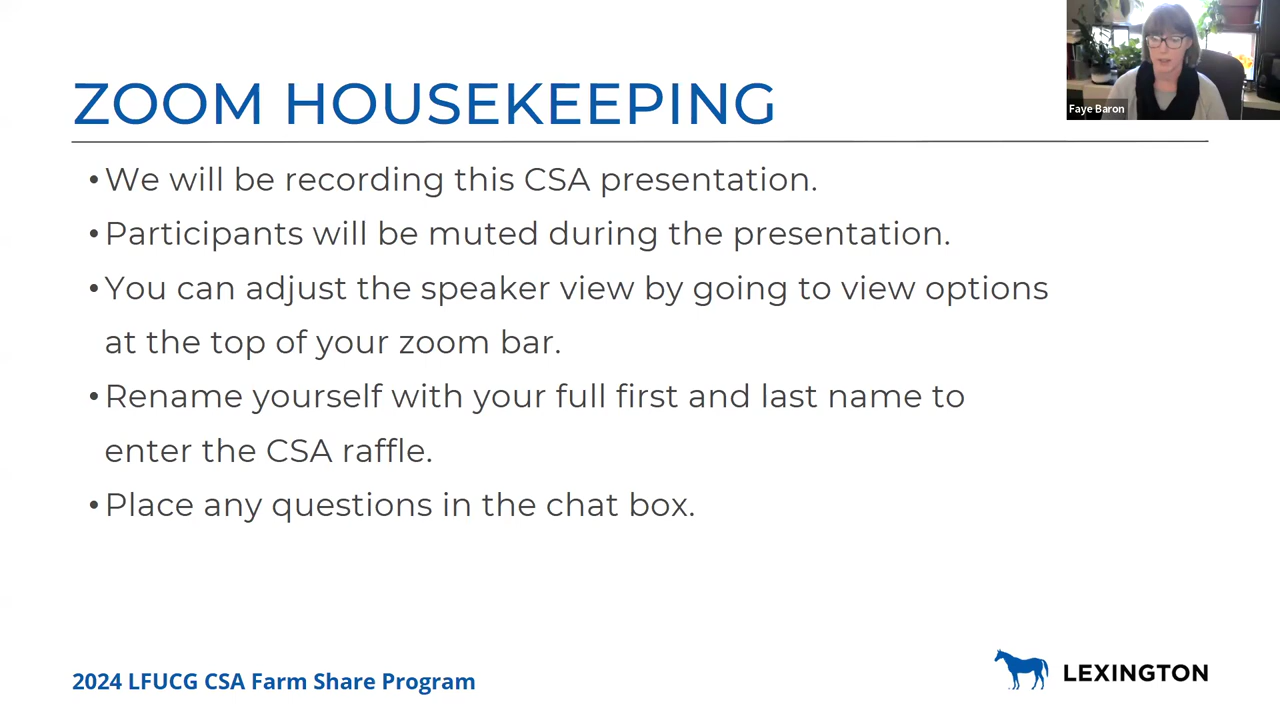 ZOOM HOUSEKEEPING
Faye Baron
•We will be recording this CSA presentation.
•Participants will be muted during the presentation.
•You can adjust the speaker view by going to view options
at the top of your zoom bar.
•Rename yourself with your full first and last name to
enter the CSA raffle.
•Place any questions in the chat box.
2024 LFUCG CSA Farm Share Program
LEXINGTON